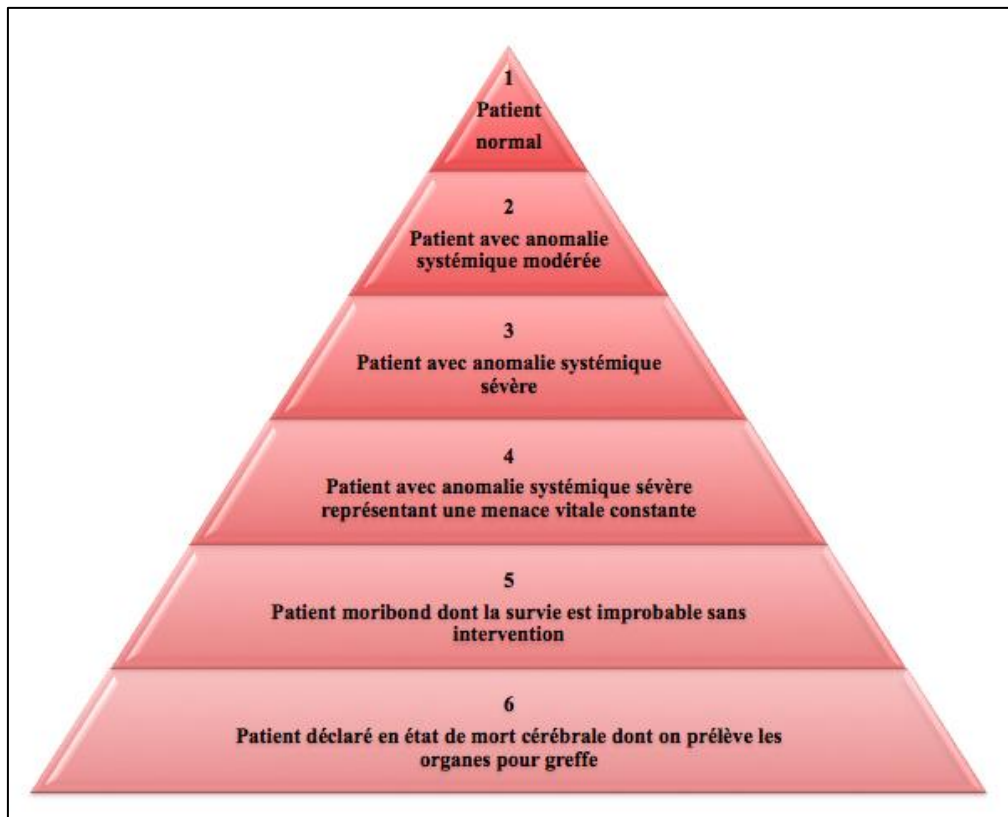 1
Patient
normal
2
Patient avec anomalie
systémique modérée
3
Patient avec anomalie systémique
sévère
4
Patient avec anomalie systémique sévère
représentant une menace vitale constante
5
Patient moribond dont la survie est improbable sans
intervention
6
Patient déclaré en état de mort cérébrale dont on prélève les
organes pour greffe